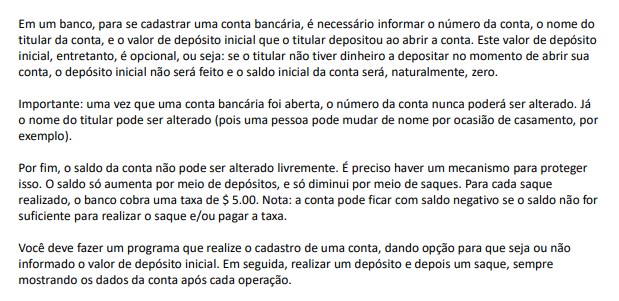 Em um banco, para se cadastrar uma conta bancária, é necessário informar o número da conta, o nome do
titular da conta, e o valor de depósito inicial que o titular depositou ao abrir a conta. Este valor de depósito
inicial, entretanto, é opcional, ou seja: se o titular não tiver dinheiro a depositar no momento de abrir sua
conta, o depósito inicial não será feito e o saldo inicial da conta será, naturalmente, zero.
Importante: uma vez que uma conta bancária foi aberta, o número da conta nunca poderá ser alterado. Já
o nome do titular pode ser alterado (pois uma pessoa pode mudar de nome por ocasião de casamento, por
exemplo).
Por fim, o saldo da conta não pode ser alterado livremente. É preciso haver um mecanismo para proteger
isso. O saldo só aumenta por meio de depósitos, e só diminui por meio de saques. Para cada saque
realizado, o banco cobra uma taxa de $ 5.00. Nota: a conta pode ficar com saldo negativo se o saldo não for
suficiente para realizar o saque e/ou pagar a taxa.
Você deve fazer um programa que realize o cadastro de uma conta, dando opção para que seja ou não
informado o valor de depósito inicial. Em seguida, realizar um depósito e depois um saque, sempre
mostrando os dados da conta após cada operação.